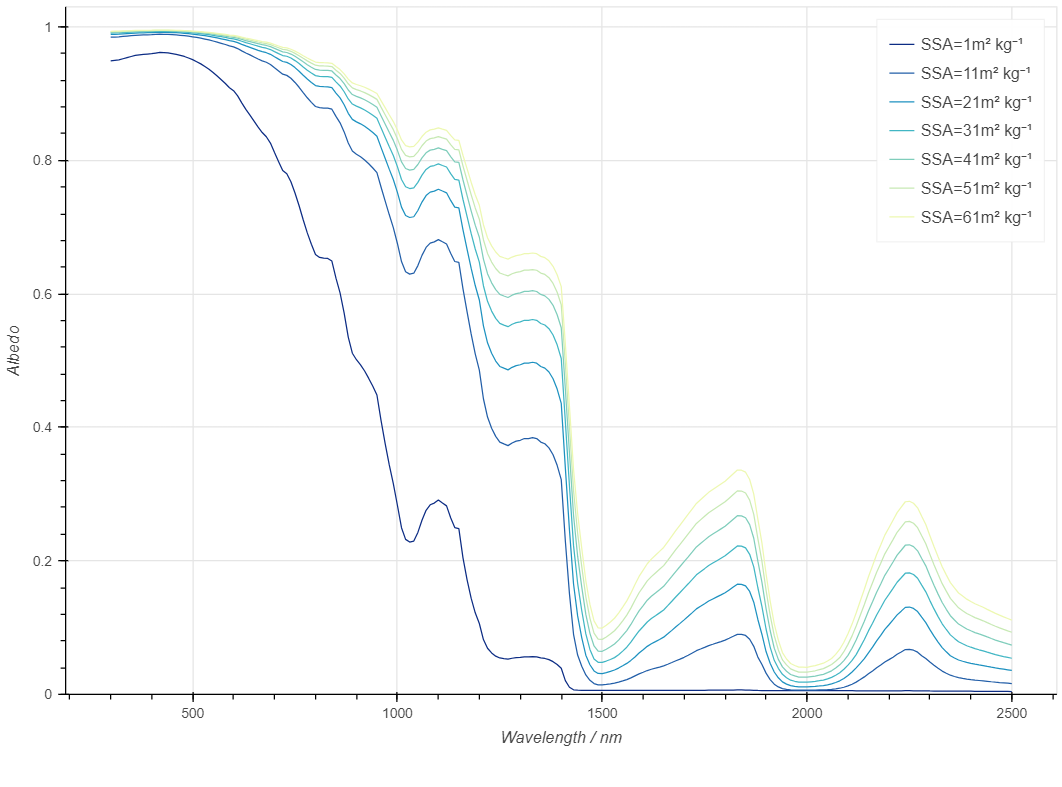 SSA=1m² kg⁻¹
SSA=11m² kg⁻¹
SSA=21m² kg⁻¹
SSA=31m² kg⁻¹
SSA=41m² kg⁻¹
SSA=51m² kg⁻¹
SSA=61m² kg⁻¹
1
0.8
0.6
0.4
0.2
0
Albedo
500 1000 1500 2000 2500
Wavelength / nm